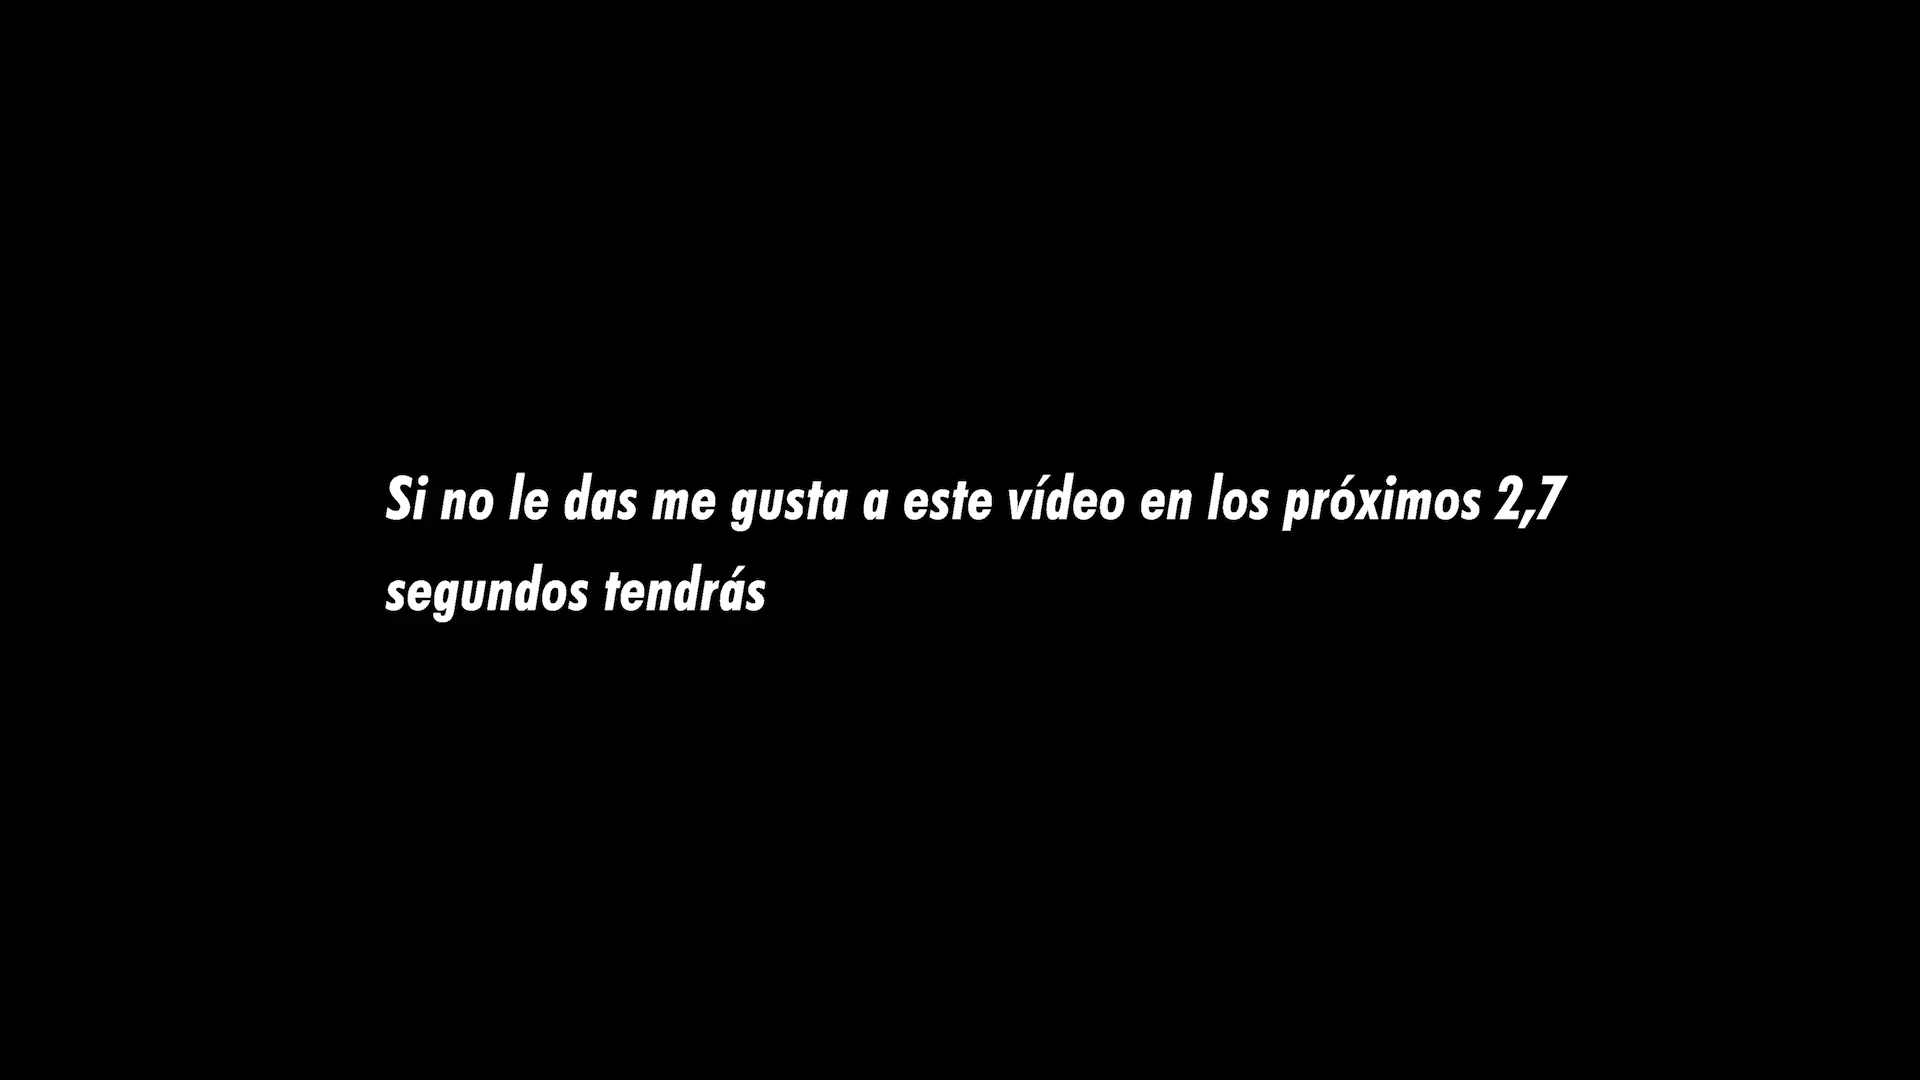 Si no le das me gusta a este vídeo en los próximos 2,7
segundos tendrás